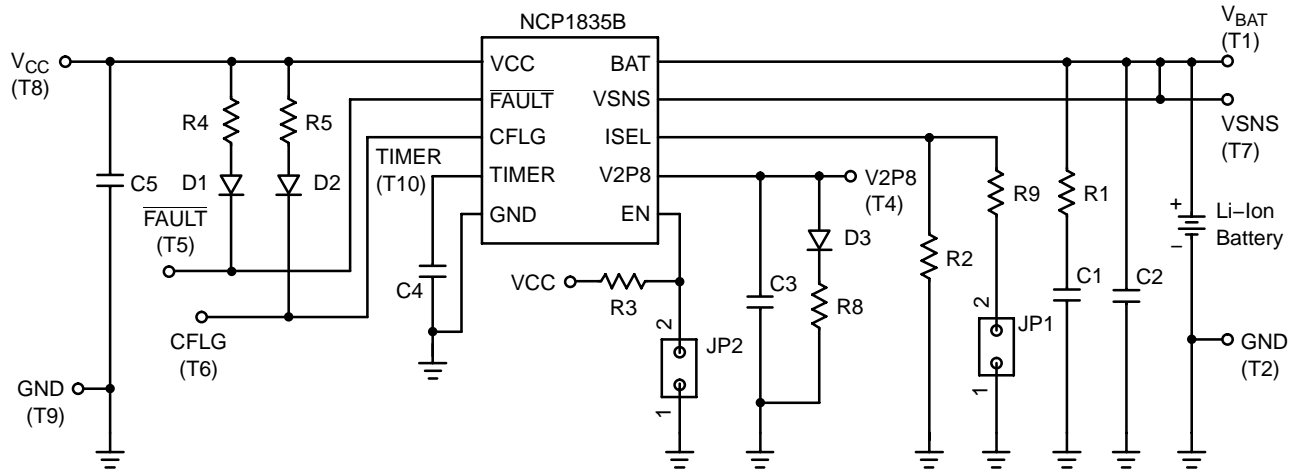 NCP1835B
VCC
(T8)
VCC
FAULT
CFLG
TIMER
GND
BAT
VSNS
ISEL
V2P8
EN
VBAT
(T1)
VSNS
(T7)
R4
R5
D1
D2
C5
FAULT
(T5)
CFLG
(T6)
GND
(T9)
TIMER
(T10)
C4
VCC
R3
2
JP2
1
V2P8
(T4)
D3
C3
R8
R2
R9
2
JP1
1
R1
C1
C2
+
−
Li−Ion
Battery
GND
(T2)